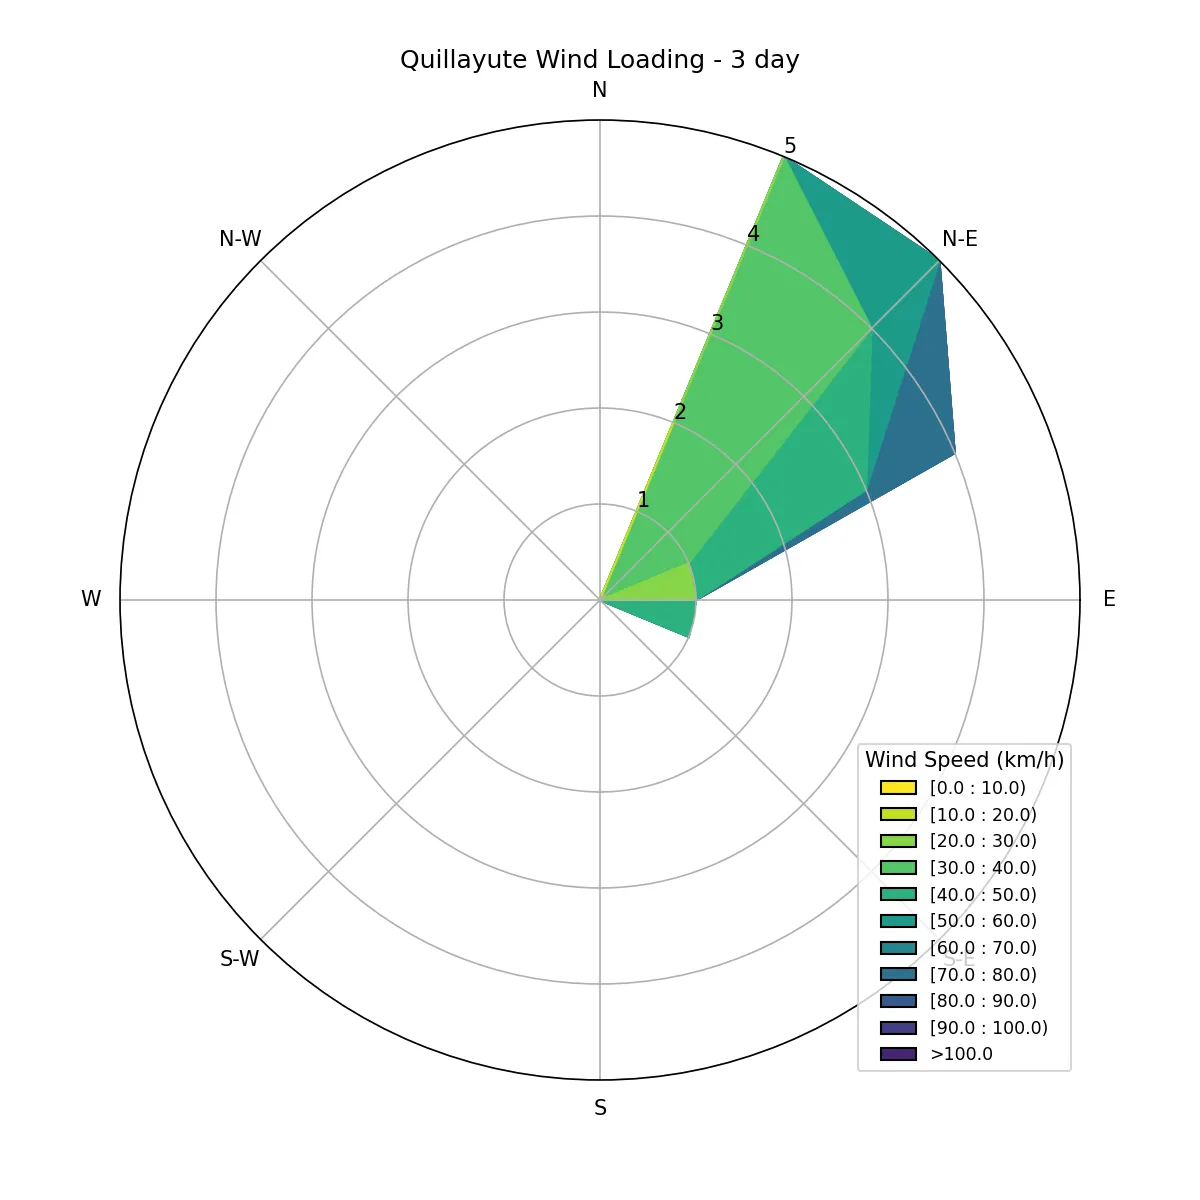 Quillayute Wind Loading - 3 day
N
5
N-W
N-E
4
3
2
1
W
E
Wind Speed (km/h)
[0.0 : 10.0)
[10.0 : 20.0)
[20.0 : 30.0)
[30.0 : 40.0)
[40.0 : 50.0)
[50.0 : 60.0)
[60.0 : 70.0)
[70.0 : 80.0)
[80.0 : 90.0)
[90.0 : 100.0)
>100.0
S-W
S-E
S